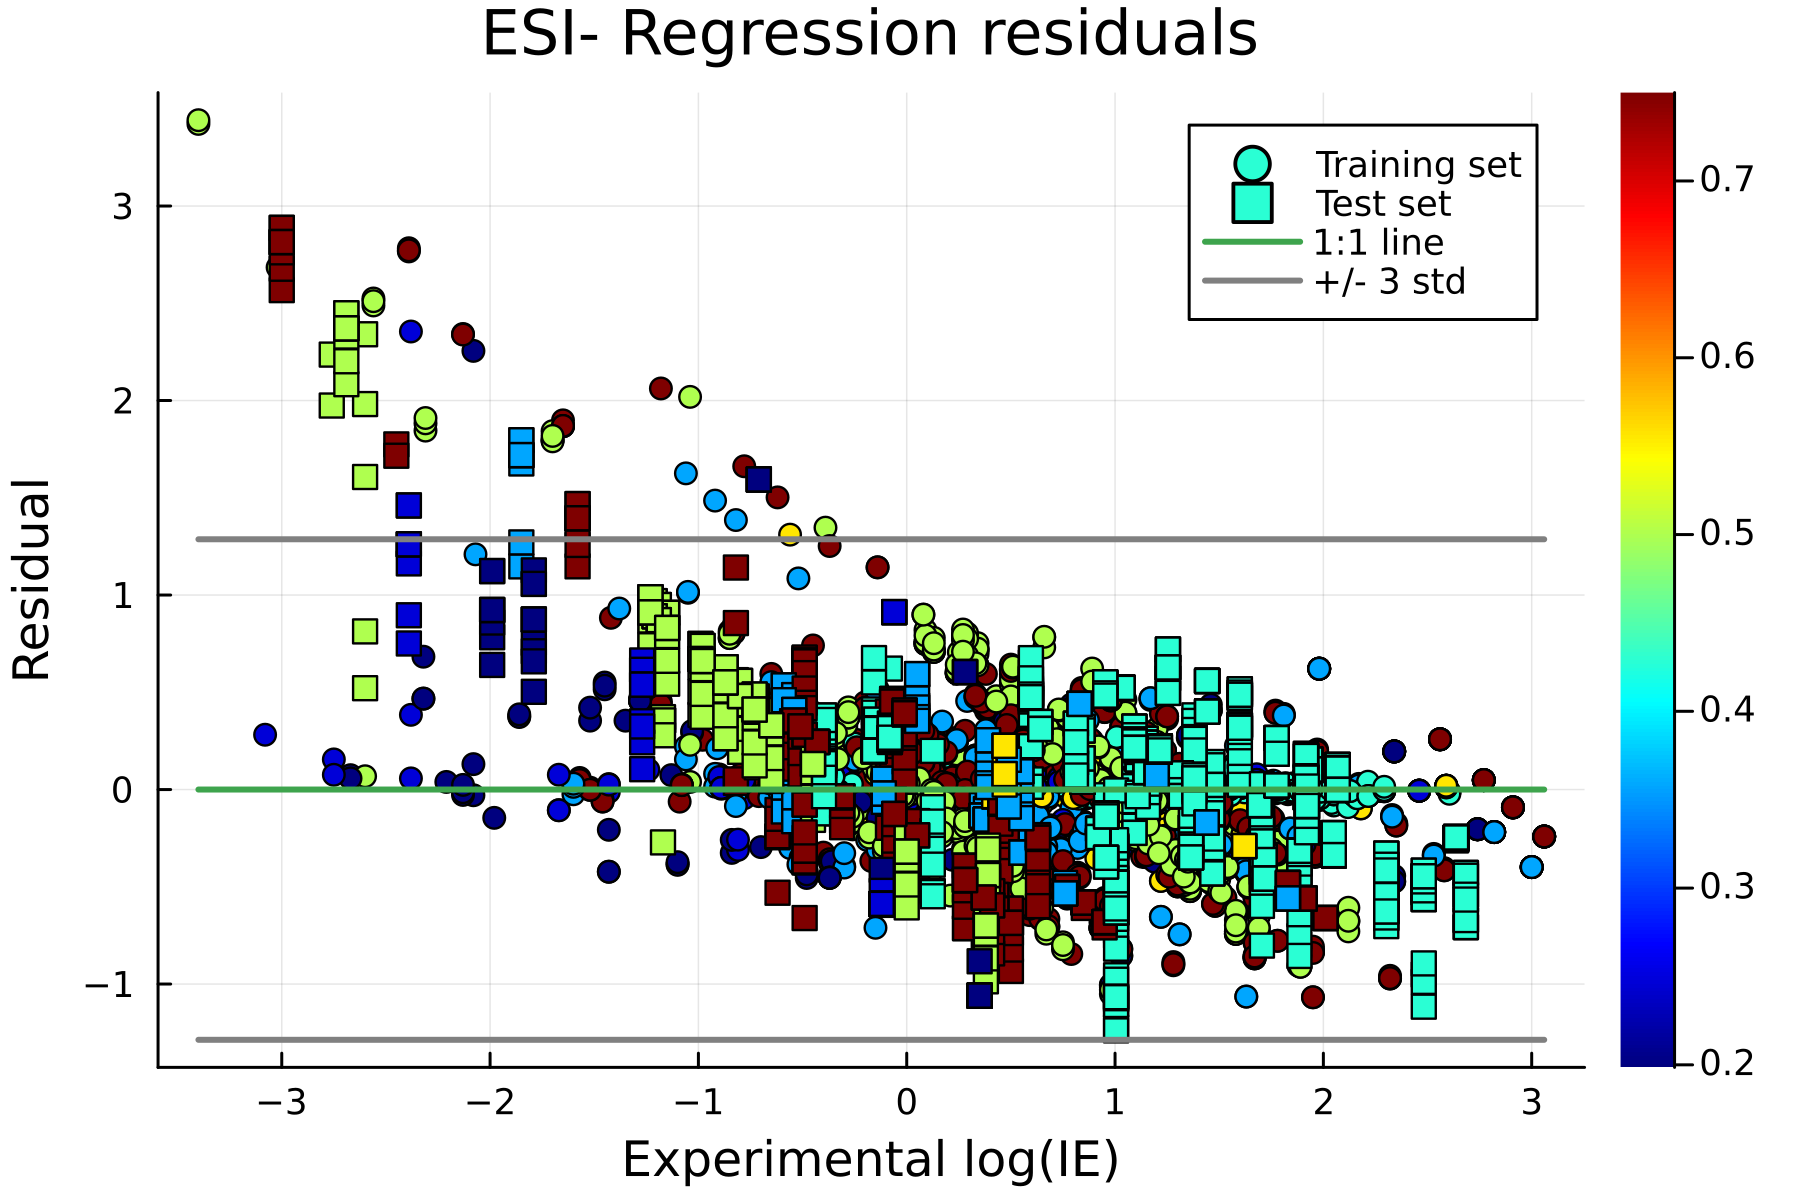 ESI- Regression residuals
Training set
Test set
1:1 line
+/- 3 std
Residual
3
2
1
0
−1
−3
−2
−1
0
1
2
3
Experimental log(IE)
0.7
0.6
0.5
0.4
0.3
0.2